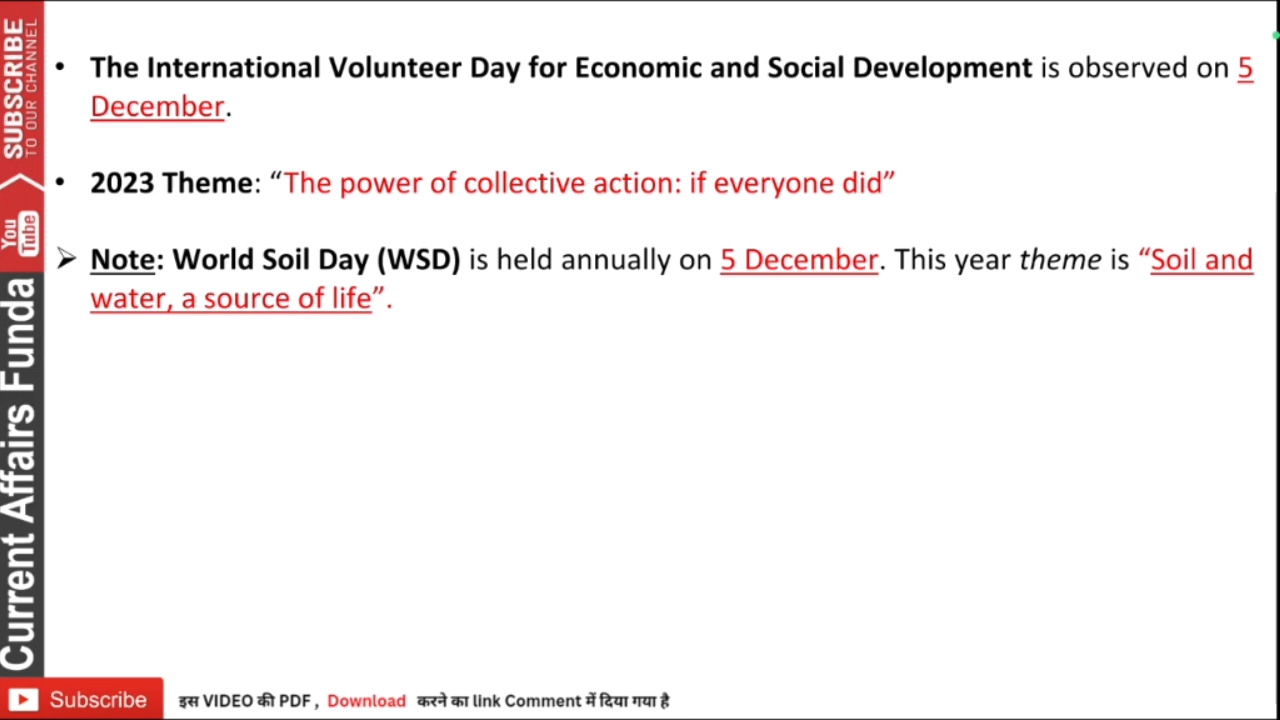 • The International Volunteer Day for Economic and Social Development is observed on 5
December.
• 2023 Theme: “The power of collective action: if everyone did”
➢ Note: World Soil Day (WSD) is held annually on 5 December. This year theme is “Soil and
water, a source of life”.
SUBSCRIBE
TO OUR CHANNEL
You
Tube
Current Affairs Funda
Subscribe
इस VIDEO की PDF , Download करने का link Comment में दिया गया है